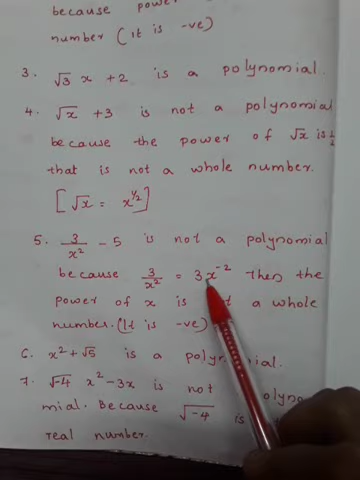 because power
number (It is -ve)
3. √3 x + 2 is a polynomial.
4. √x + 3 is not a polynomial
because the power of √x is ½
that is not a whole number.
[√x = x^1/2]
5. 3/x² - 5 is not a polynomial
because 3/x² = 3x^-2 Then the
power of x is a whole
number. (It is -ve)
6. x² + √5 is a polynomial.
7. √-4 x² - 3x is not polyno
mial. Because √-4 is
real number.